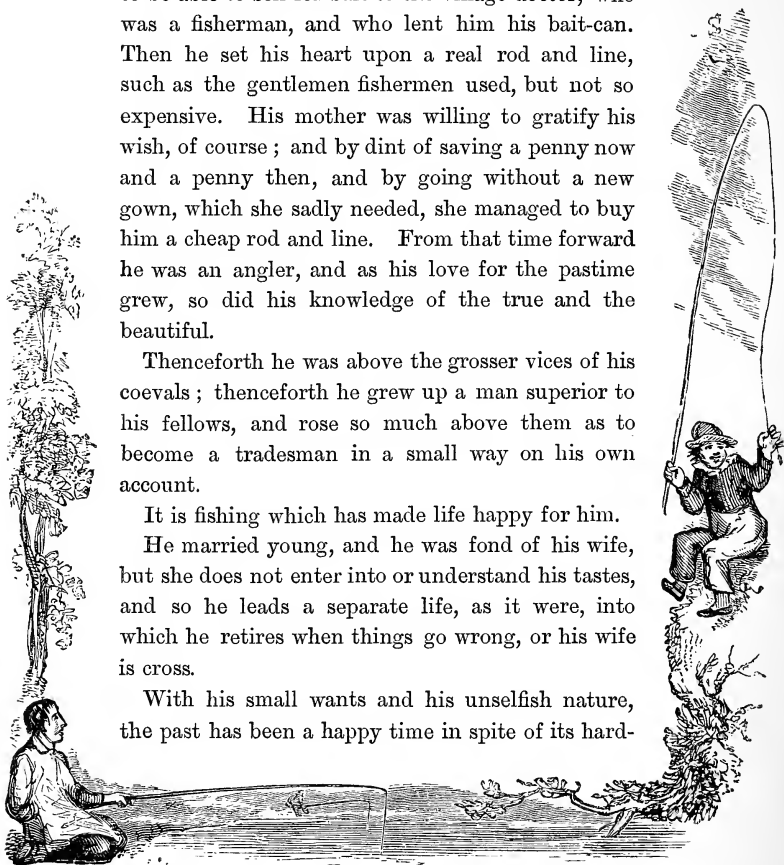 was a fisherman, and who lent him his bait-can.
Then he set his heart upon a real rod and line,
such as the gentlemen fishermen used, but not so
expensive. His mother was willing to gratify his
wish, of course ; and by dint of saving a penny now
and a penny then, and by going without a new
gown, which she sadly needed, she managed to buy
him a cheap rod and line. From that time forward
he was an angler, and as his love for the pastime
grew, so did his knowledge of the true and the
beautiful.
Thenceforth he was above the grosser vices of his
coevals ; thenceforth he grew up a man superior to
his fellows, and rose so much above them as to
become a tradesman in a small way on his own
account.
It is fishing which has made life happy for him.
He married young, and he was fond of his wife,
but she does not enter into or understand his tastes,
and so he leads a separate life, as it were, into
which he retires when things go wrong, or his wife
is cross.
With his small wants and his unselfish nature,
the past has been a happy time in spite of its hard-